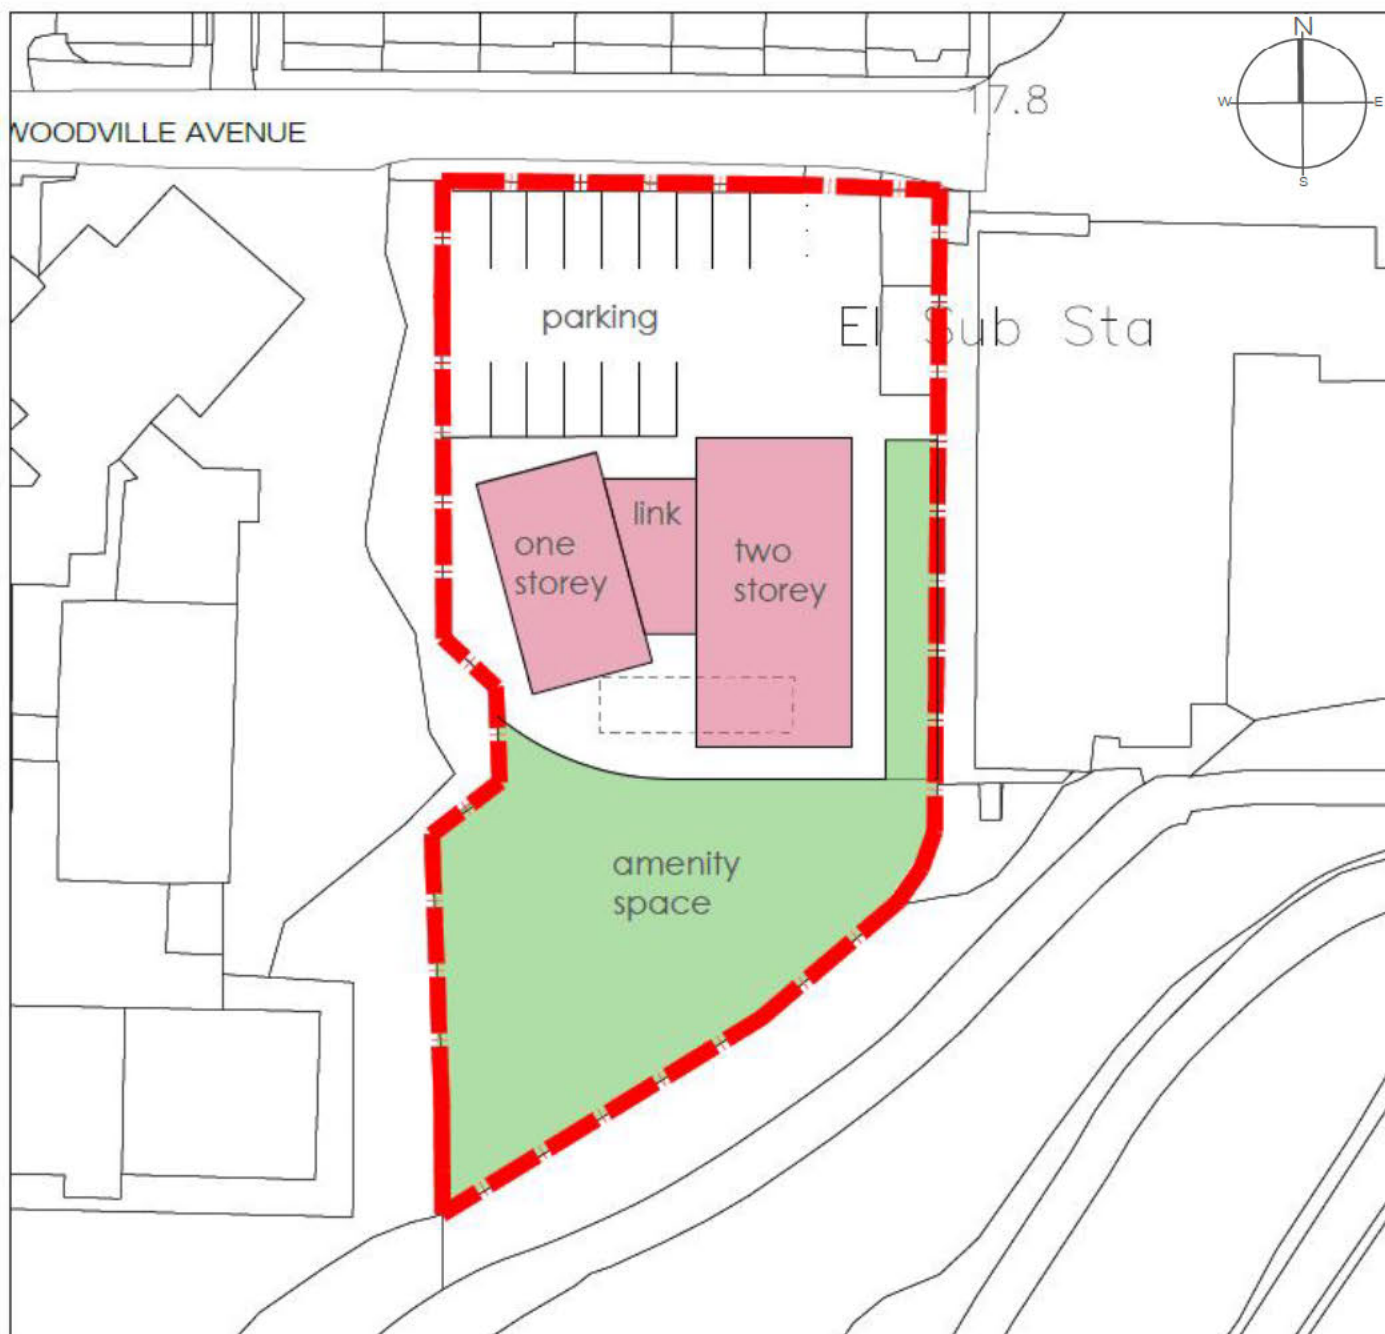 N
W
E
S
17.8
WOODVILLE AVENUE
parking
El Sub Sta
link
one
storey
two
storey
amenity
space